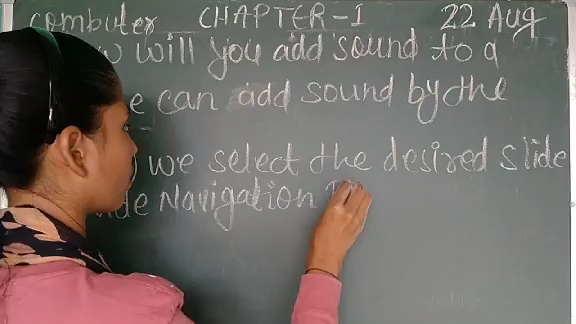 computer CHAPTER-1 22 Aug
will you add sound to a
can add sound by the
we select the desired slide
Navigation